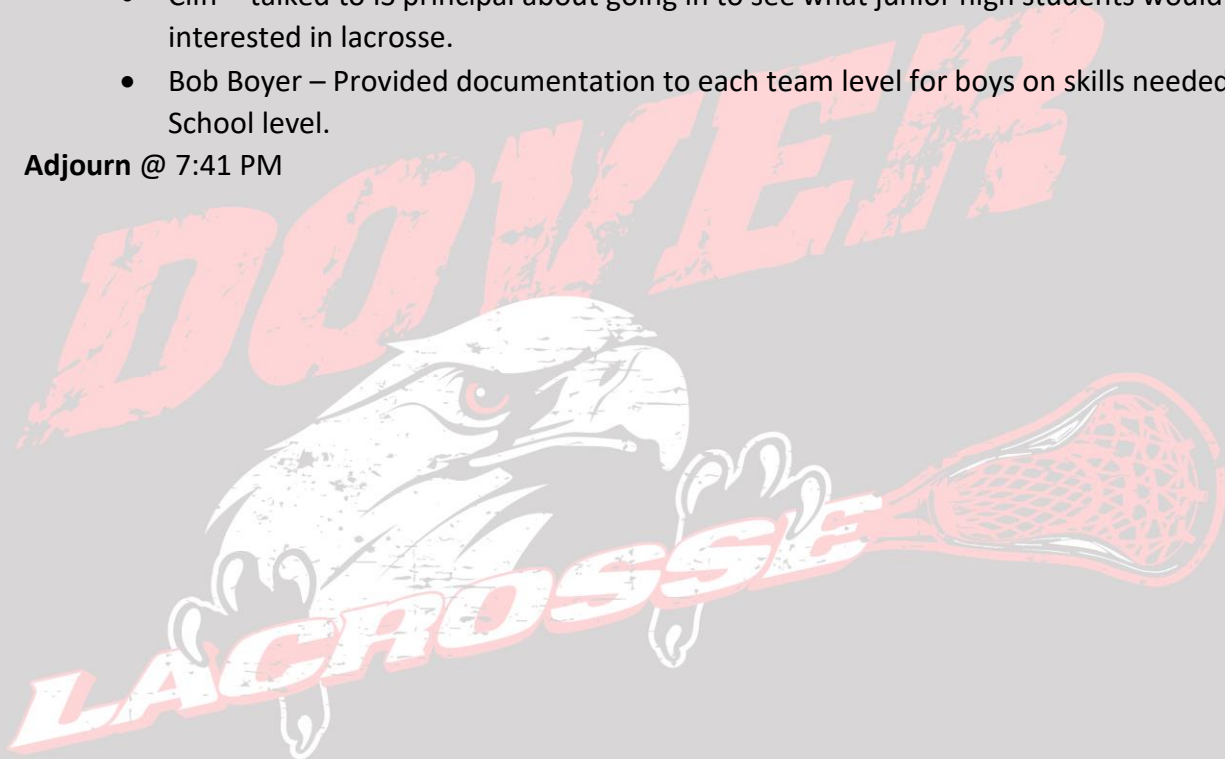 – talked to IS principal about going in to see what junior high students would
interested in lacrosse.
• Bob Boyer – Provided documentation to each team level for boys on skills needed
School level.
Adjourn @ 7:41 PM
DOVER
LACROSSE